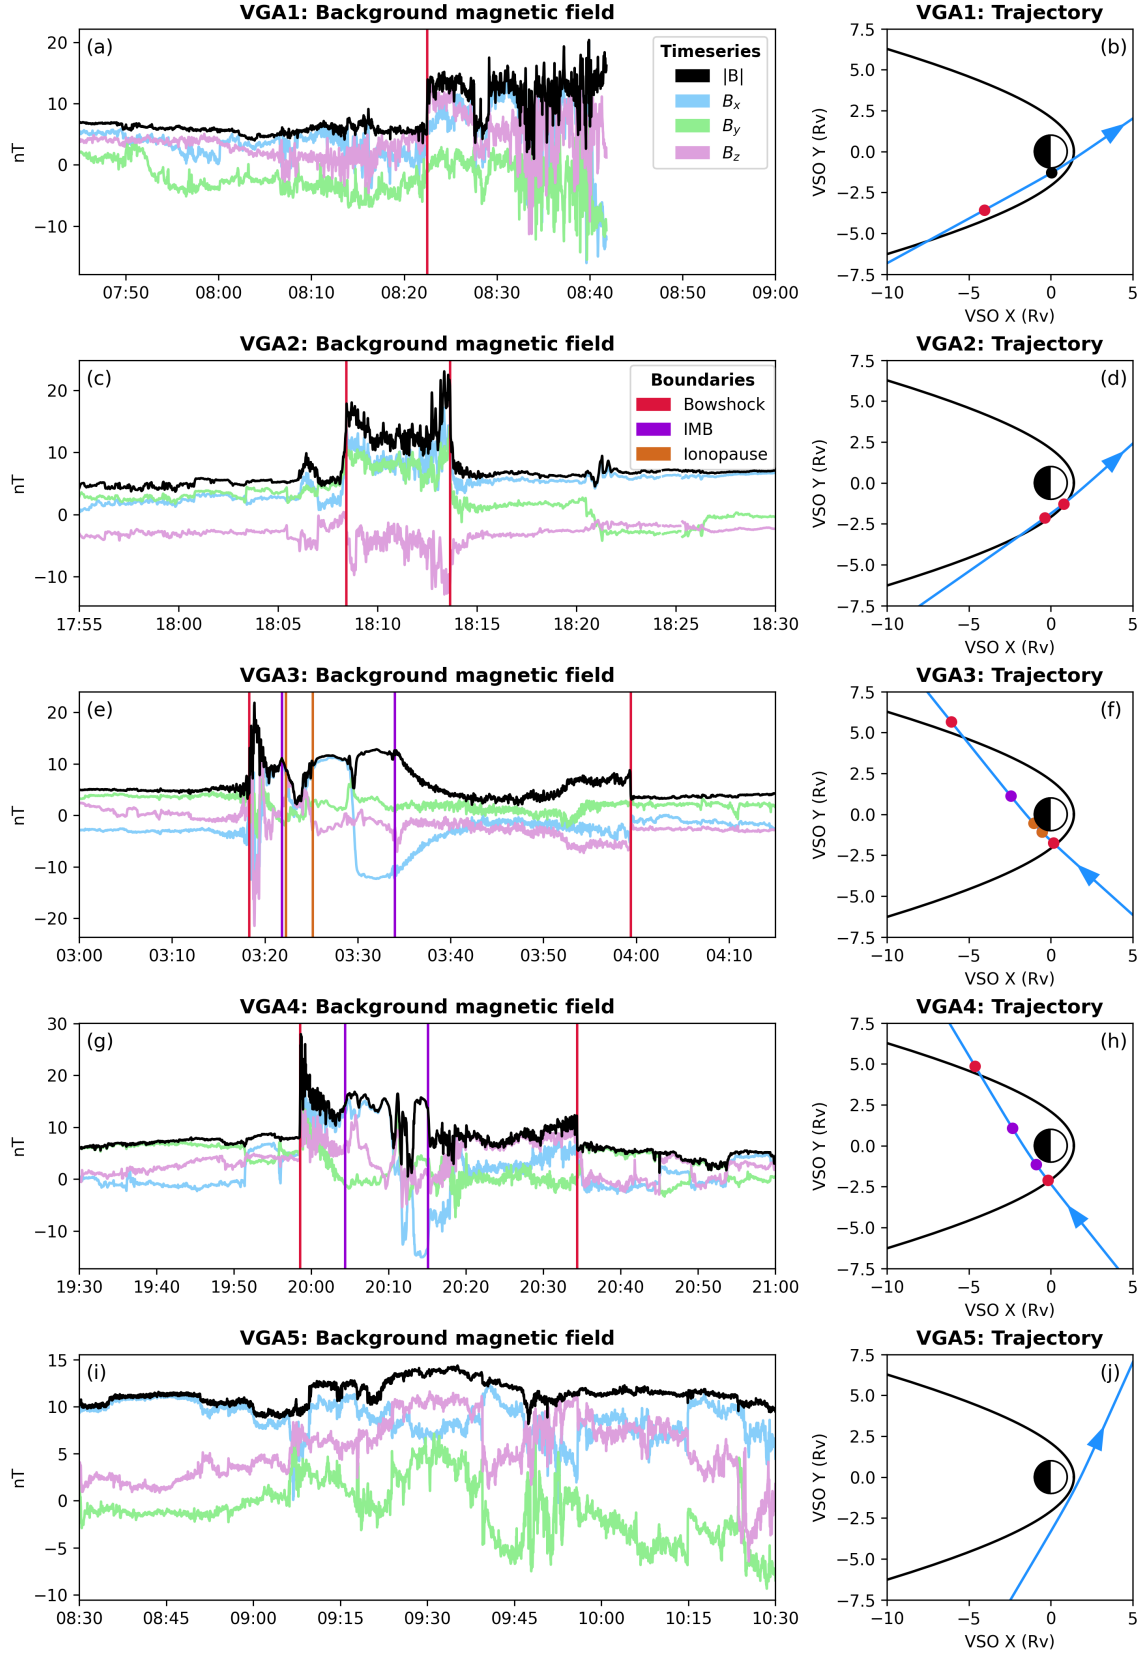 VGA1: Background magnetic field
VGA1: Trajectory
(a)
20
10
0
−10
nT
Timeseries
|B|
Bx
By
Bz
07:50 08:00 08:10 08:20 08:30 08:40 08:50 09:00
(b)
7.5
5.0
2.5
0.0
−2.5
−5.0
−7.5
VSO Y (Rv)
−10 −5 0 5
VSO X (Rv)
VGA2: Background magnetic field
VGA2: Trajectory
(c)
20
10
0
−10
nT
Boundaries
Bowshock
IMB
Ionopause
17:55 18:00 18:05 18:10 18:15 18:20 18:25 18:30
(d)
7.5
5.0
2.5
0.0
−2.5
−5.0
−7.5
VSO Y (Rv)
−10 −5 0 5
VSO X (Rv)
VGA3: Background magnetic field
VGA3: Trajectory
(e)
20
10
0
−10
−20
nT
03:00 03:10 03:20 03:30 03:40 03:50 04:00 04:10
(f)
7.5
5.0
2.5
0.0
−2.5
−5.0
−7.5
VSO Y (Rv)
−10 −5 0 5
VSO X (Rv)
VGA4: Background magnetic field
VGA4: Trajectory
(g)
30
20
10
0
−10
nT
19:30 19:40 19:50 20:00 20:10 20:20 20:30 20:40 20:50 21:00
(h)
7.5
5.0
2.5
0.0
−2.5
−5.0
−7.5
VSO Y (Rv)
−10 −5 0 5
VSO X (Rv)
VGA5: Background magnetic field
VGA5: Trajectory
(i)
15
10
5
0
−5
−10
nT
08:30 08:45 09:00 09:15 09:30 09:45 10:00 10:15 10:30
(j)
7.5
5.0
2.5
0.0
−2.5
−5.0
−7.5
VSO Y (Rv)
−10 −5 0 5
VSO X (Rv)